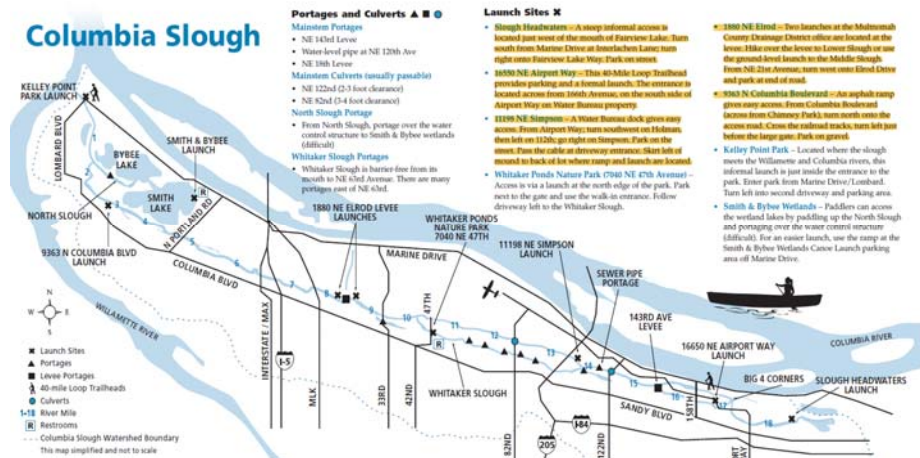 Columbia Slough
Portages and Culverts
Mainstem Portages
• NE 143rd Levee
• Water-level pipe at NE 120th Ave
• NE 18th Levee
Mainstem Culverts (usually passable)
• NE 122nd (2-3 foot clearance)
• NE 82nd (3-4 foot clearance)
North Slough Portage
• From North Slough, portage over the water
control structure to Smith & Bybee wetlands
(difficult)
Whitaker Slough Portages
• Whitaker Slough is barrier-free from its
mouth to NE 63rd Avenue. There are many
portages east of NE 63rd.
Launch Sites
• Slough Headwaters – A steep informal access is
located just west of the mouth of Fairview Lake. Turn
south from Marine Drive at Interlachen Lane; turn
right onto Fairview Lake Way. Park on street.
• 16550 NE Airport Way – This 40-Mile Loop Trailhead
provides parking and a formal launch. The entrance is
located across from 166th Avenue, on the south side of
Airport Way on Water Bureau property.
• 11198 NE Simpson – A Water Bureau dock gives easy
access. From Airport Way; turn southwest on Holman,
then left on 112th; go right on Simpson. Park on the
street. Pass the cable at driveway entrance. Skirt left of
mound to back of lot where ramp and launch are located.
• Whitaker Ponds Nature Park (7040 NE 47th Avenue) –
Access is via a launch at the north edge of the park. Park
next to the gate and use the walk-in entrance. Follow
driveway left to the Whitaker Slough.
• 1880 NE Elrod – Two launches at the Multnomah
County Drainage District office are located at the
levee. Hike over the levee to Lower Slough or use
the ground-level launch to the Middle Slough.
From NE 21st Avenue, turn west onto Elrod Drive
and park at end of road.
• 9363 N Columbia Boulevard – An asphalt ramp
gives easy access. From Columbia Boulevard
(across from Chimney Park), turn north onto the
access road. Cross the railroad tracks, turn left just
before the large gate. Park on gravel.
• Kelley Point Park – Located where the slough
meets the Willamette and Columbia rivers, this
informal launch is just inside the entrance to the
park. Enter park from Marine Drive/Lombard.
Turn left into second driveway and parking area.
• Smith & Bybee Wetlands – Paddlers can access
the wetland lakes by paddling up the North Slough
and portaging over the water control structure
(difficult). For an easier launch, use the ramp at the
Smith & Bybee Wetlands Canoe Launch parking
area off Marine Drive.
KELLEY POINT
PARK LAUNCH
LOMBARD BLVD
1
2
BYBEE
LAKE
SMITH & BYBEE
LAUNCH
R
SMITH
LAKE
N PORTLAND RD
NORTH SLOUGH
3
4
5
6
7
8
9
10
11
12
13
14
15
16
17
18
9363 N COLUMBIA BLVD
LAUNCH
COLUMBIA BLVD
WILLAMETTE RIVER
1880 NE ELROD LEVEE
LAUNCHES
WHITAKER PONDS
NATURE PARK
7040 NE 47TH
MARINE DRIVE
11198 NE SIMPSON
LAUNCH
SEWER PIPE
PORTAGE
143RD AVE
LEVEE
16650 NE AIRPORT WAY
LAUNCH
BIG 4 CORNERS
SLOUGH HEADWATERS
LAUNCH
COLUMBIA RIVER
INTERSTATE / MAX
I-5
MLK
33RD
42ND
47TH
R
WHITAKER SLOUGH
82ND
205
I-84
122ND
SANDY BLVD
158TH
N
W
E
S
Launch Sites
Portages
Levee Portages
40-mile Loop Trailheads
Culverts
1-18 River Mile
R Restrooms
Columbia Slough Watershed Boundary
This map simplified and not to scale